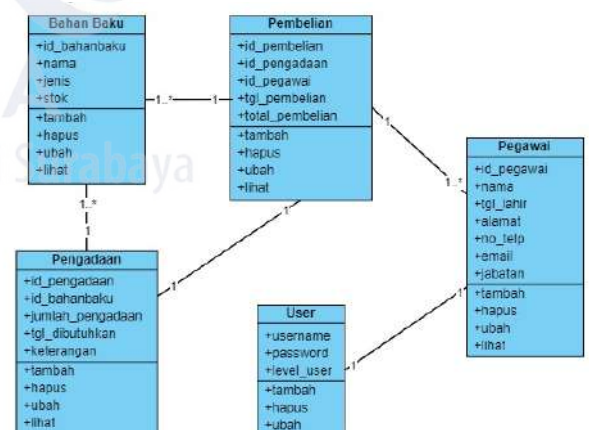 Bahan Baku
+id_bahanbaku
+nama
+jenis
+stok
+tambah
+hapus
+ubah
+lihat
1..*
1
Pembelian
+id_pembelian
+id_pengadaan
+id_pegawai
+tgl_pembelian
+total_pembelian
+tambah
+hapus
+ubah
+lihat
1
1..*
Pegawai
+id_pegawai
+nama
+tgl_lahir
+alamat
+no_telp
+email
+jabatan
+tambah
+hapus
+ubah
+lihat
Surabaya
1..*
1
1
1
Pengadaan
+id_pengadaan
+id_bahanbaku
+jumlah_pengadaan
+tgl_dibutuhkan
+keterangan
+tambah
+hapus
+ubah
+lihat
User
+username
+password
+level_user
+tambah
+hapus
+ubah
1
1